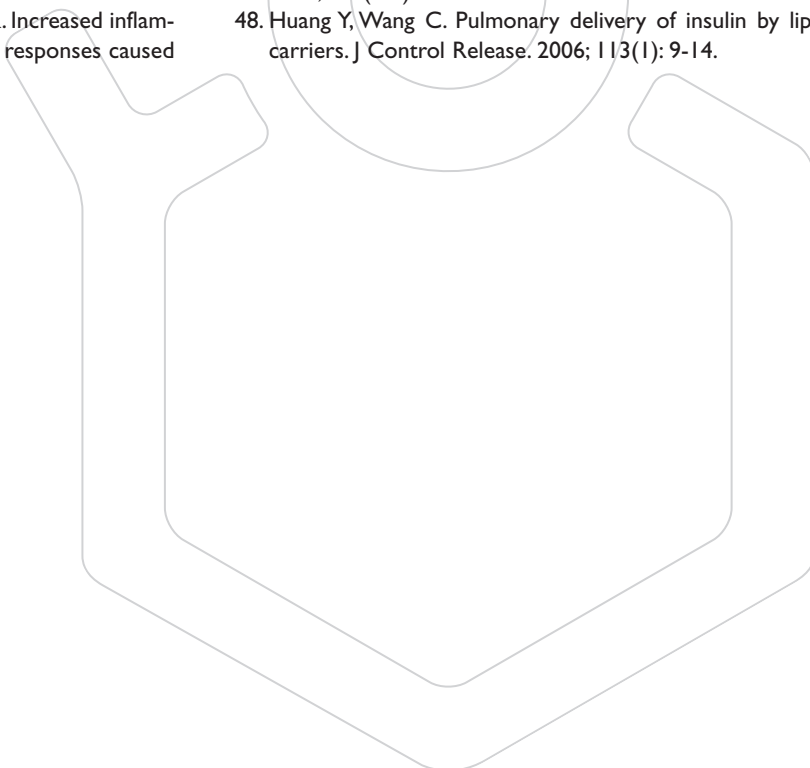 Increased inflam-
responses caused
48. Huang Y, Wang C. Pulmonary delivery of insulin by
carriers. J Control Release. 2006; 113(1): 9-14.